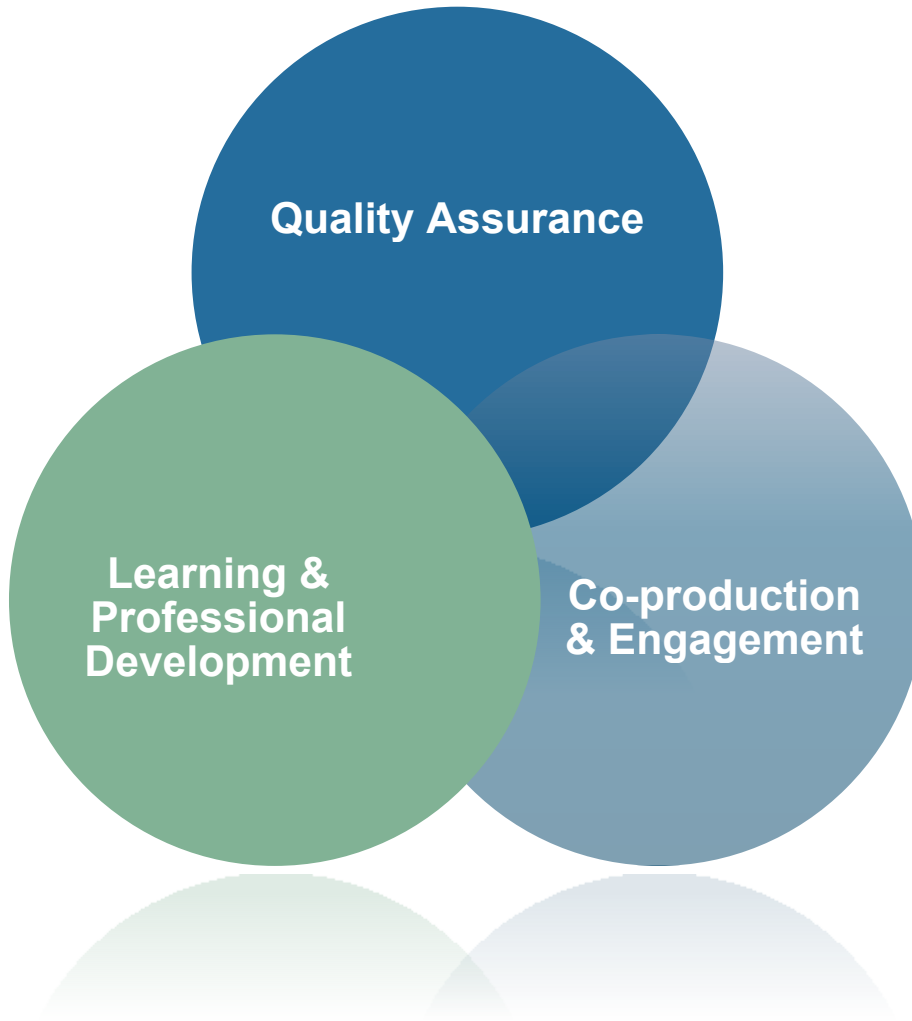 Quality Assurance
Learning &
Professional
Development
Co-production
& Engagement